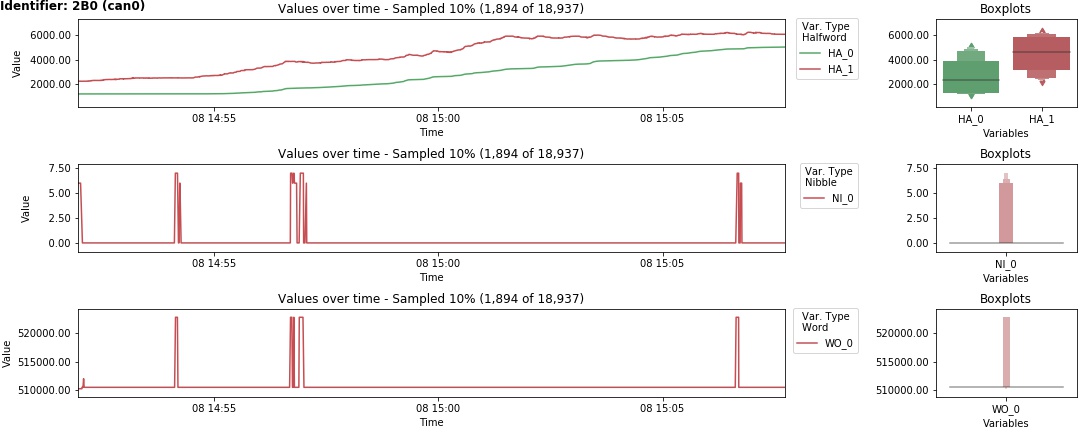 Identifier: 2B0 (can0)
Values over time - Sampled 10% (1,894 of 18,937)
Value
6000.00
4000.00
2000.00
08 14:55
08 15:00
08 15:05
Time
Var. Type
Halfword
HA_0
HA_1
Boxplots
6000.00
4000.00
2000.00
HA_0
HA_1
Variables
Values over time - Sampled 10% (1,894 of 18,937)
Value
7.50
5.00
2.50
0.00
08 14:55
08 15:00
08 15:05
Time
Var. Type
Nibble
NI_0
Boxplots
7.50
5.00
2.50
0.00
NI_0
Variables
Values over time - Sampled 10% (1,894 of 18,937)
Value
520000.00
515000.00
510000.00
08 14:55
08 15:00
08 15:05
Time
Var. Type
Word
WO_0
Boxplots
520000.00
515000.00
510000.00
WO_0
Variables